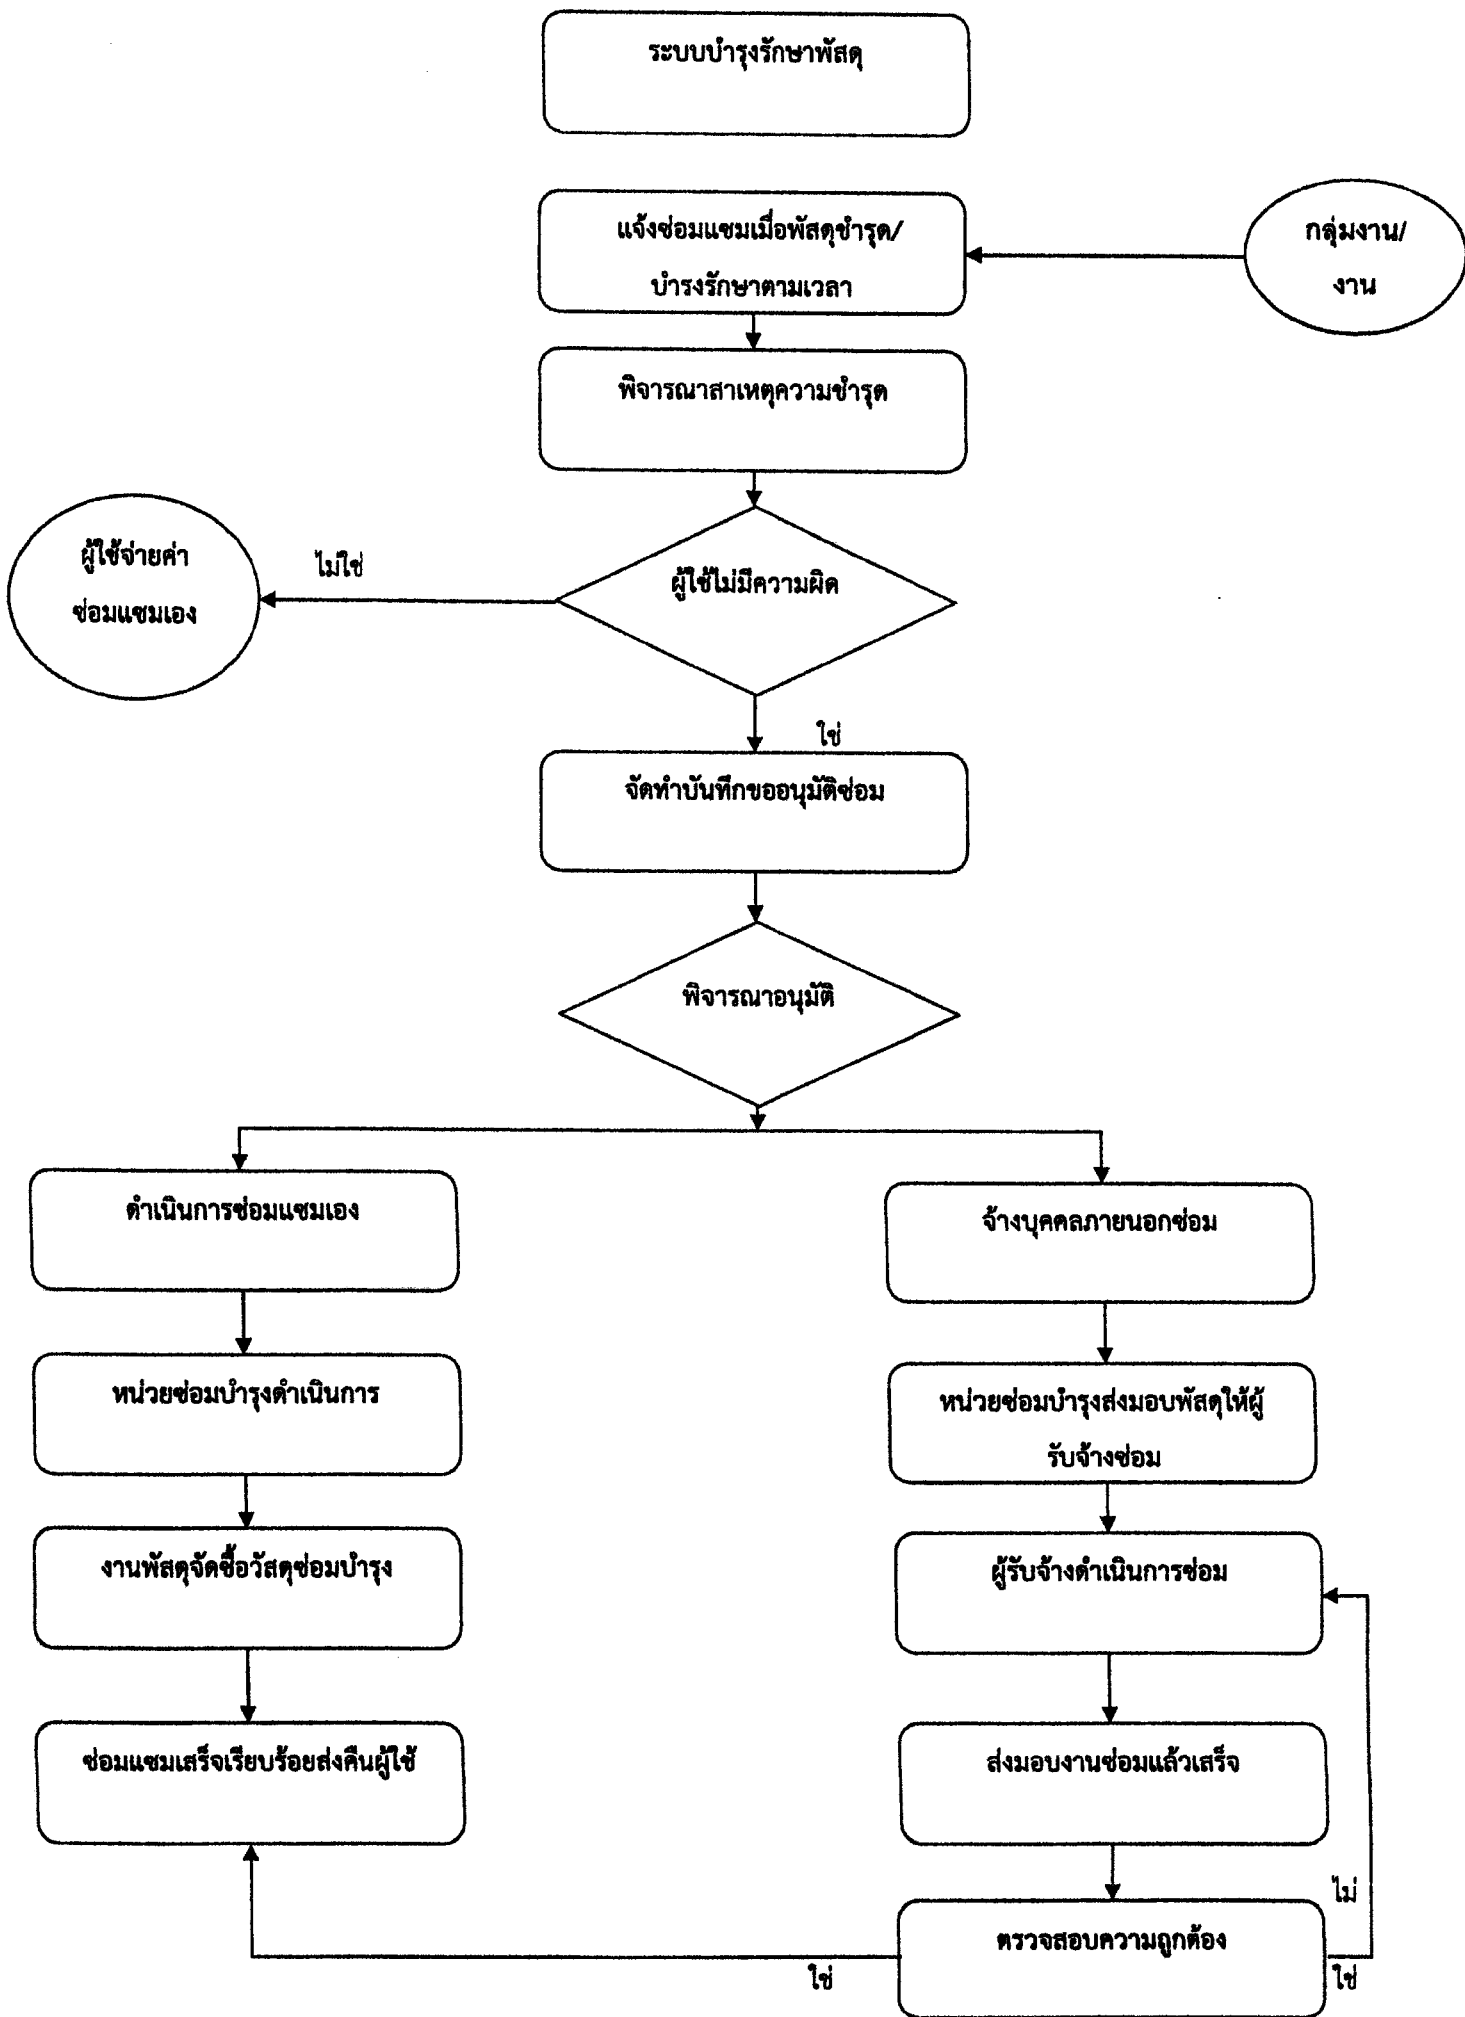 ระบบบำรุงรักษาพัสดุ
แจ้งซ่อมแซมเมื่อพัสดุชำรุด/
บำรงรักษาตามเวลา
กลุ่มงาน/
งาน
พิจารณาสาเหตุความชำรุด
ผู้ใช้จ่ายค่า
ซ่อมแซมเอง
ไม่ใช่
ผู้ใช้ไม่มีความผิด
ใช่
จัดทำบันทึกขออนุมัติซ่อม
พิจารณาอนุมัติ
ดำเนินการซ่อมแซมเอง
จ้างบุคคลภายนอกซ่อม
หน่วยซ่อมบำรุงดำเนินการ
หน่วยซ่อมบำรุงส่งมอบพัสดุให้ผู้
รับจ้างซ่อม
งานพัสดุจัดซื้อวัสดุซ่อมบำรุง
ผู้รับจ้างดำเนินการซ่อม
ซ่อมแซมเสร็จเรียบร้อยส่งคืนผู้ใช้
ส่งมอบงานซ่อมแล้วเสร็จ
ไม่
ตรวจสอบความถูกต้อง
ใช่
ใช่